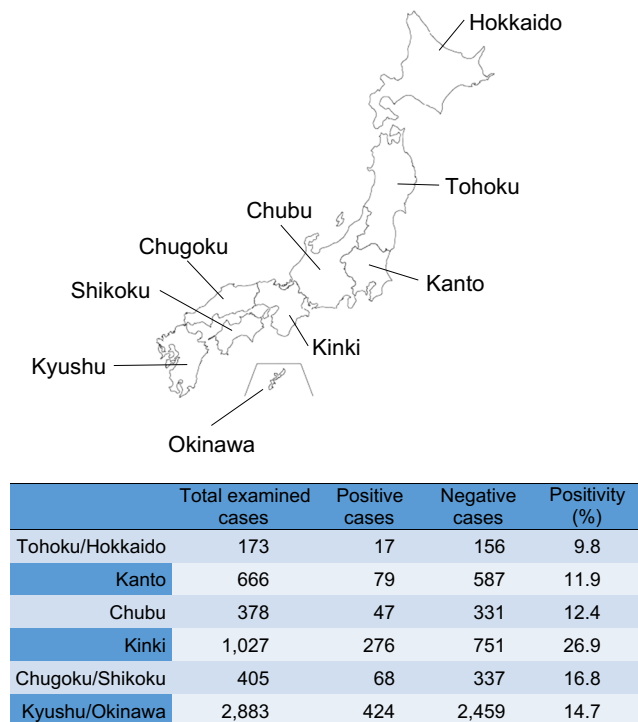 Hokkaido
Tohoku
Chubu
Chugoku
Kanto
Shikoku
Kinki
Kyushu
Okinawa
Total examined cases Positive cases Negative cases Positivity (%)
Tohoku/Hokkaido 173 17 156 9.8
Kanto 666 79 587 11.9
Chubu 378 47 331 12.4
Kinki 1,027 276 751 26.9
Chugoku/Shikoku 405 68 337 16.8
Kyushu/Okinawa 2,883 424 2,459 14.7